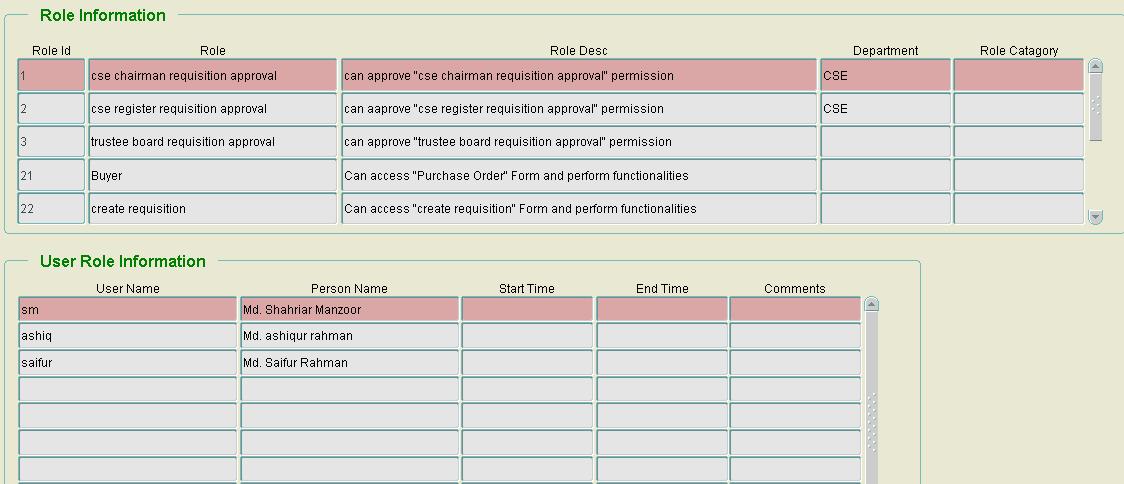 Role Information
Role Id Role Role Desc Department Role Catagory
1 cse chairman requisition approval can approve "cse chairman requisition approval" permission CSE
2 cse register requisition approval can aaprove "cse register requisition approval" permission CSE
3 trustee board requisition approval can approve "trustee board requisition approval" permission
21 Buyer Can access "Purchase Order" Form and perform functionalities
22 create requisition Can access "create requisition" Form and perform functionalities
User Role Information
User Name Person Name Start Time End Time Comments
sm Md. Shahriar Manzoor
ashiq Md. ashiqur rahman
saifur Md. Saifur Rahman